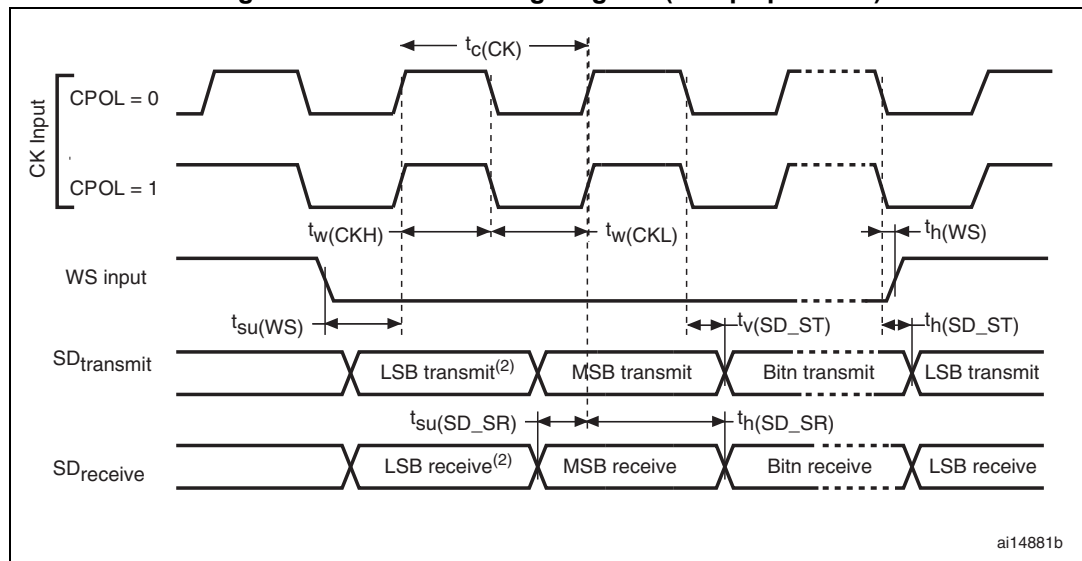 tc(CK)
CK Input
CPOL = 0
CPOL = 1
tw(CKH)
tw(CKL)
th(WS)
WS input
tsu(WS)
tv(SD_ST)
th(SD_ST)
SDtransmit
LSB transmit(2)
MSB transmit
Bitn transmit
LSB transmit
tsu(SD_SR)
th(SD_SR)
SDreceive
LSB receive(2)
MSB receive
Bitn receive
LSB receive
ai14881b